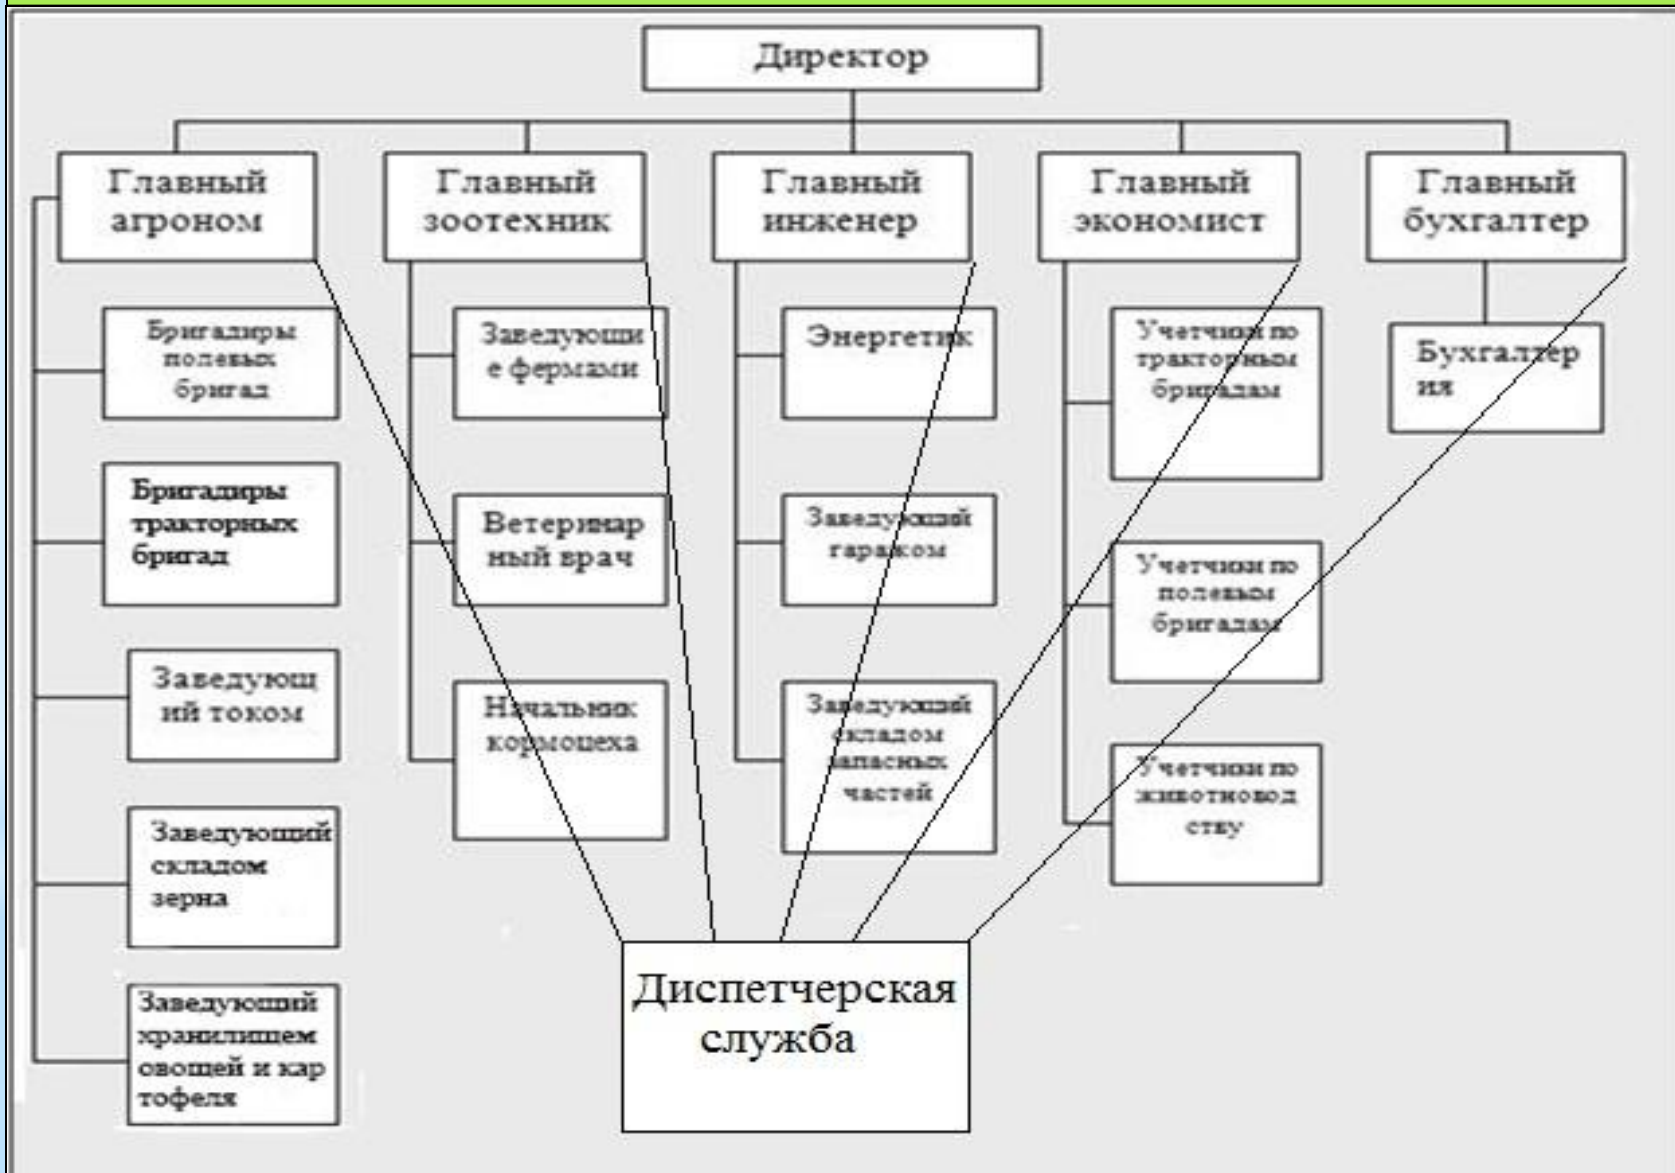 Директор
Главный
агроном
Главный
зоотехник
Главный
инженер
Главный
экономист
Главный
бухгалтер
Бригадиры
полевых
бригад
Бригадиры
тракторных
бригад
Заведующ
ий током
Заведующий
складом
зерна
Заведующий
хранилищем
овощей и кар
тофеля
Заведующи
е фермами
Ветеринар
ный врач
Начальник
кормоцеха
Энергетик
Заведующий
гаражом
Заведующий
складом
запасных
частей
Учетчики по
тракторным
бригадам
Учетчики по
полевым
бригадам
Учетчики по
животновод
ству
Бухгалтер
ия
Диспетчерская
служба